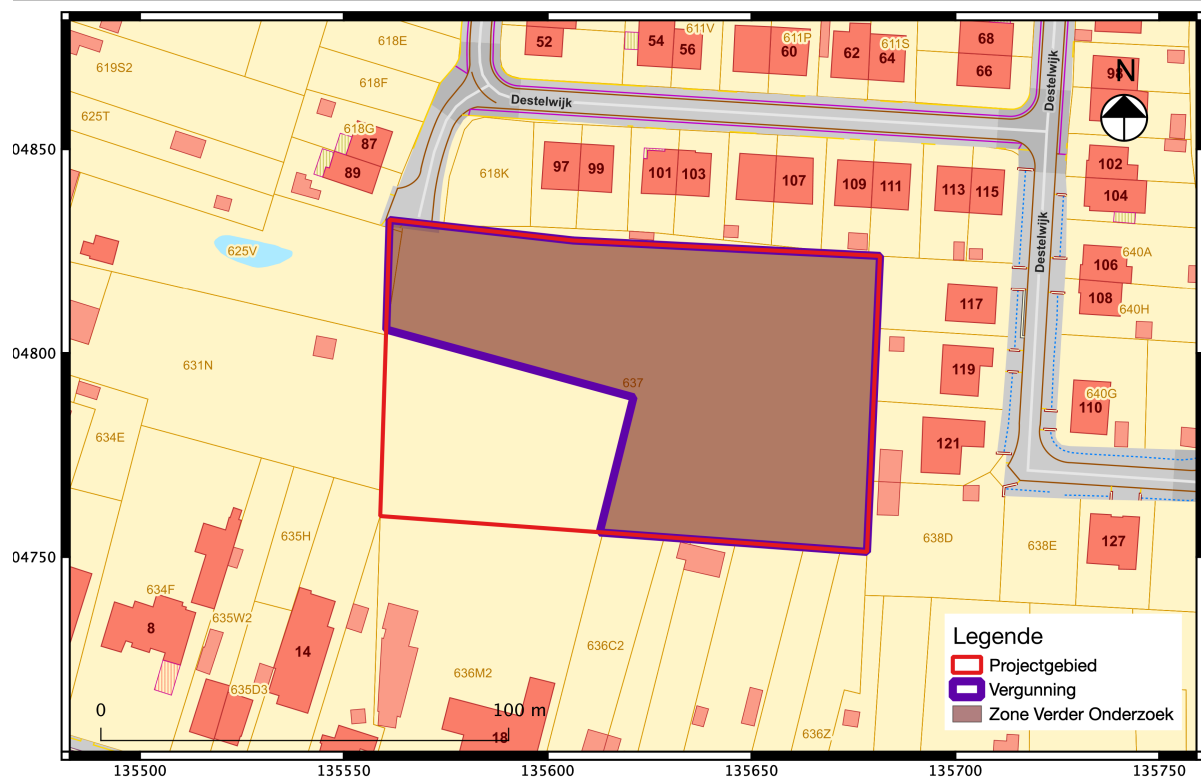 52
54
56
611V
60
611P
62
64
611S
68
66
98
N
618E
619S2
618F
625T
618G
87
89
Destelwijk
Destelwijk
04850
618K
97
99
101
103
107
109
111
113
115
102
104
625V
Destelwijk
640A
106
108
640H
117
04800
631N
637
119
640G
110
634E
121
635H
638D
638E
127
04750
634F
8
635W2
14
635D3
636M2
636C2
636Z
18
0
100 m
Legende
Projectgebied
Vergunning
Zone Verder Onderzoek
135500
135550
135600
135650
135700
135750